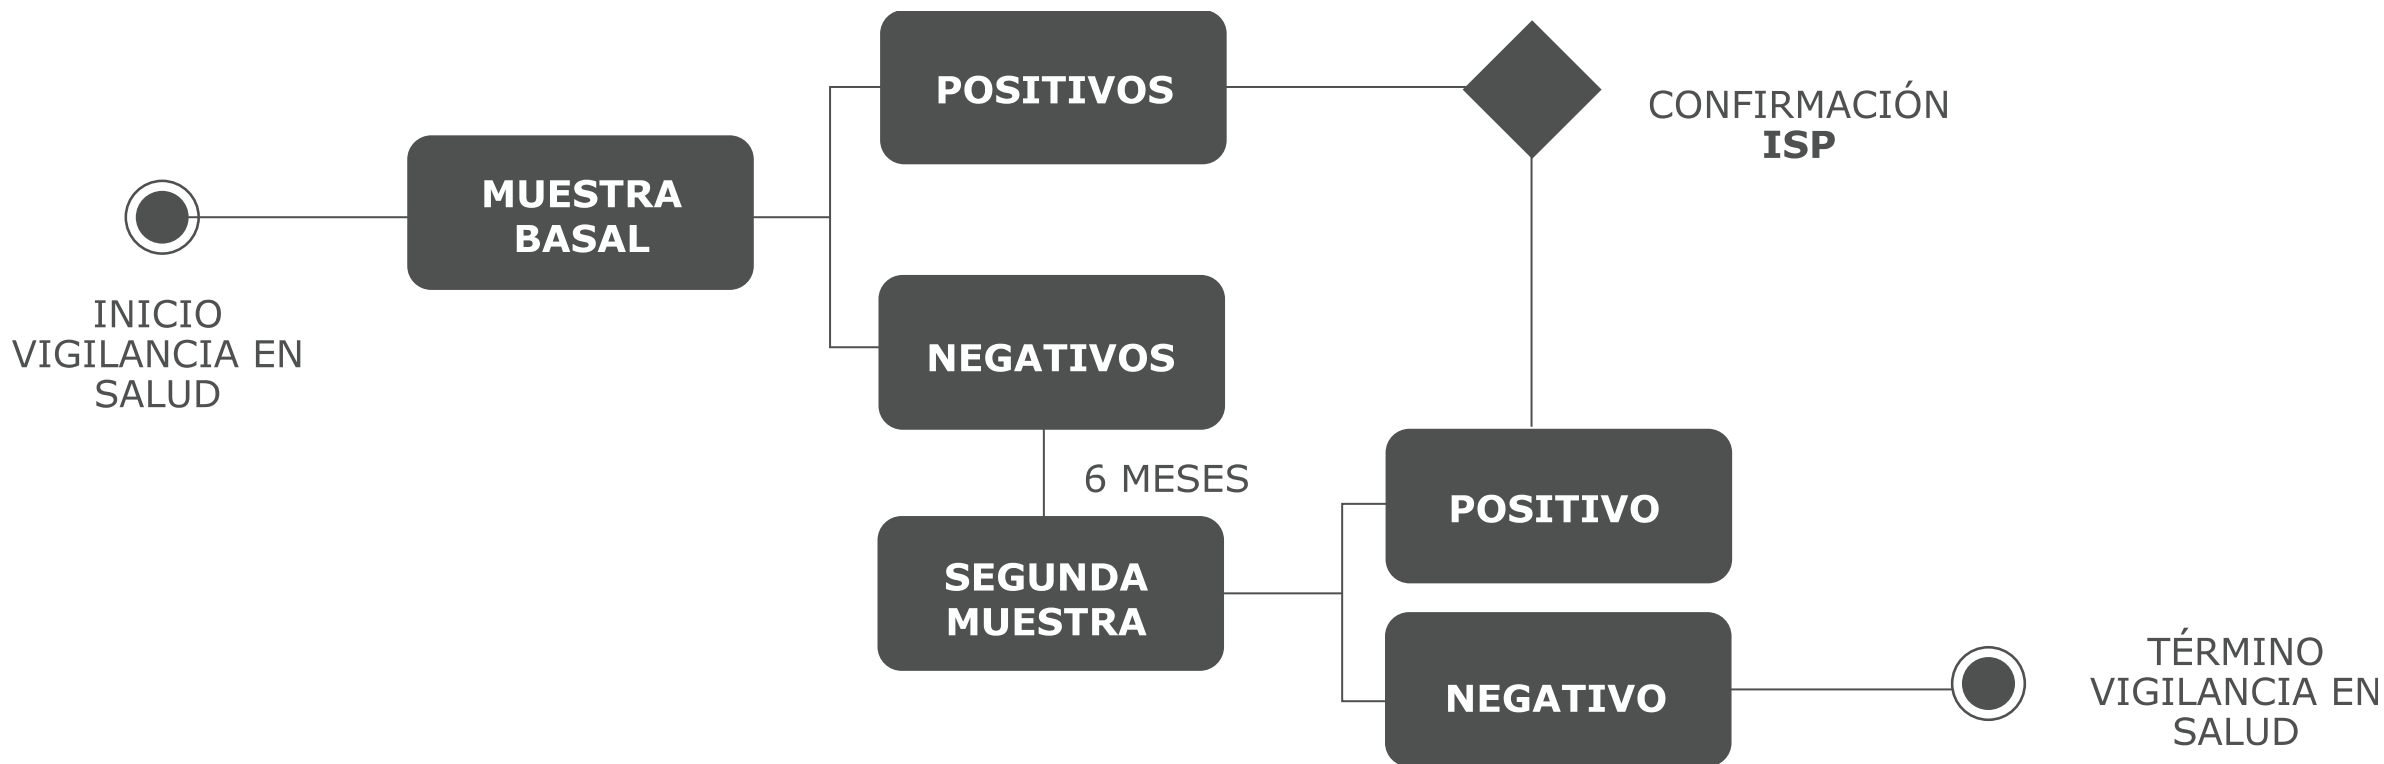 INICIO
VIGILANCIA EN
SALUD
MUESTRA
BASAL
POSITIVOS
CONFIRMACIÓN
ISP
NEGATIVOS
6 MESES
SEGUNDA
MUESTRA
POSITIVO
NEGATIVO
TÉRMINO
VIGILANCIA EN
SALUD